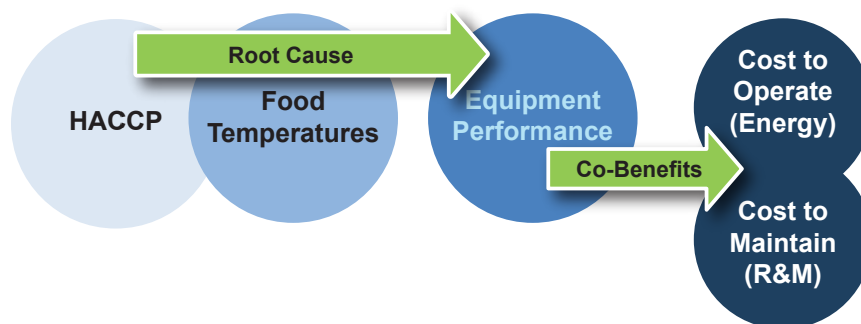 Root Cause
HACCP
Food
Temperatures
Equipment
Performance
Co-Benefits
Cost to
Operate
(Energy)
Cost to
Maintain
(R&M)